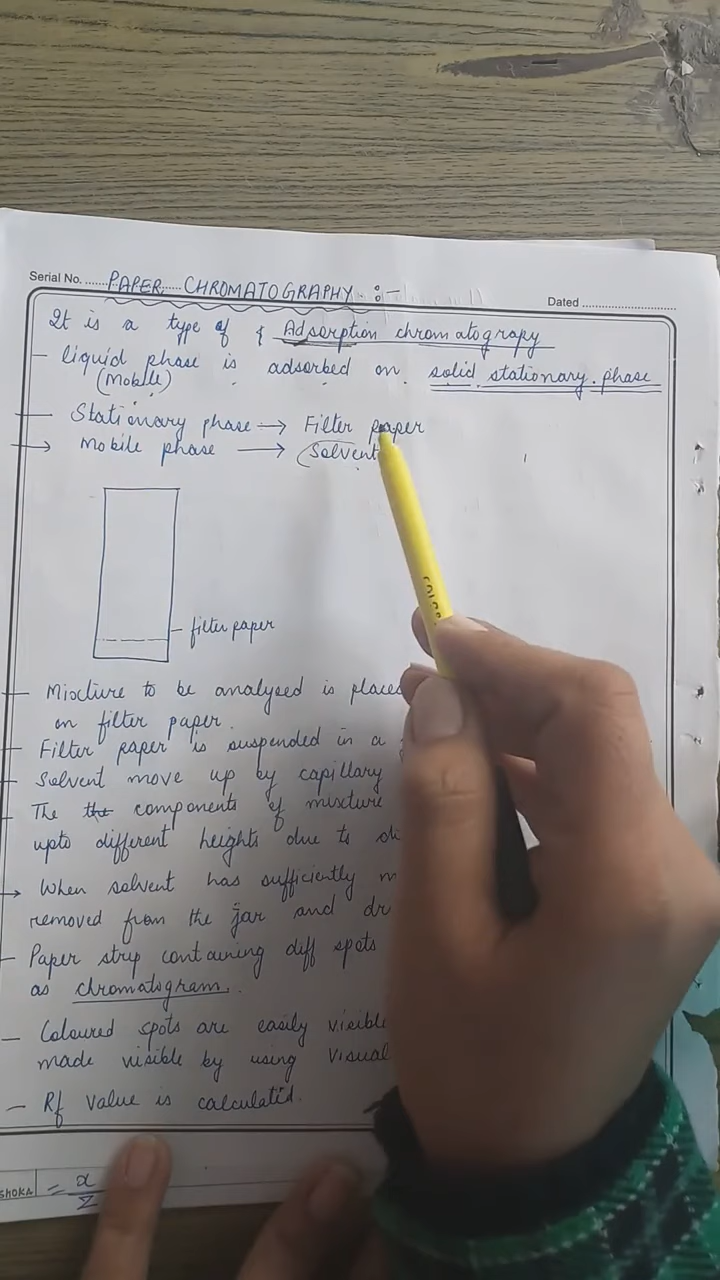 Serial No. PAPER CHROMATOGRAPHY :-
Dated
It is a type of { Adsorption chromatograpy
- liquid phase is adsorbed on solid stationary phase
(Mobile)
— Stationary phase → Filter paper
→ Mobile phase → (Solvent
- filter paper
— Mixture to be analysed is place
on filter paper.
— Filter paper is suspended in a
— Solvent move up by capillary
— The the components of mixture
upto different heights due to
→ When solvent has sufficiently
removed from the jar and
— Paper strip containing diff spots
as chromatogram.
— Coloured spots are easily visible
made visible by using visual
— Rf value is calculated.
SHOKA = x